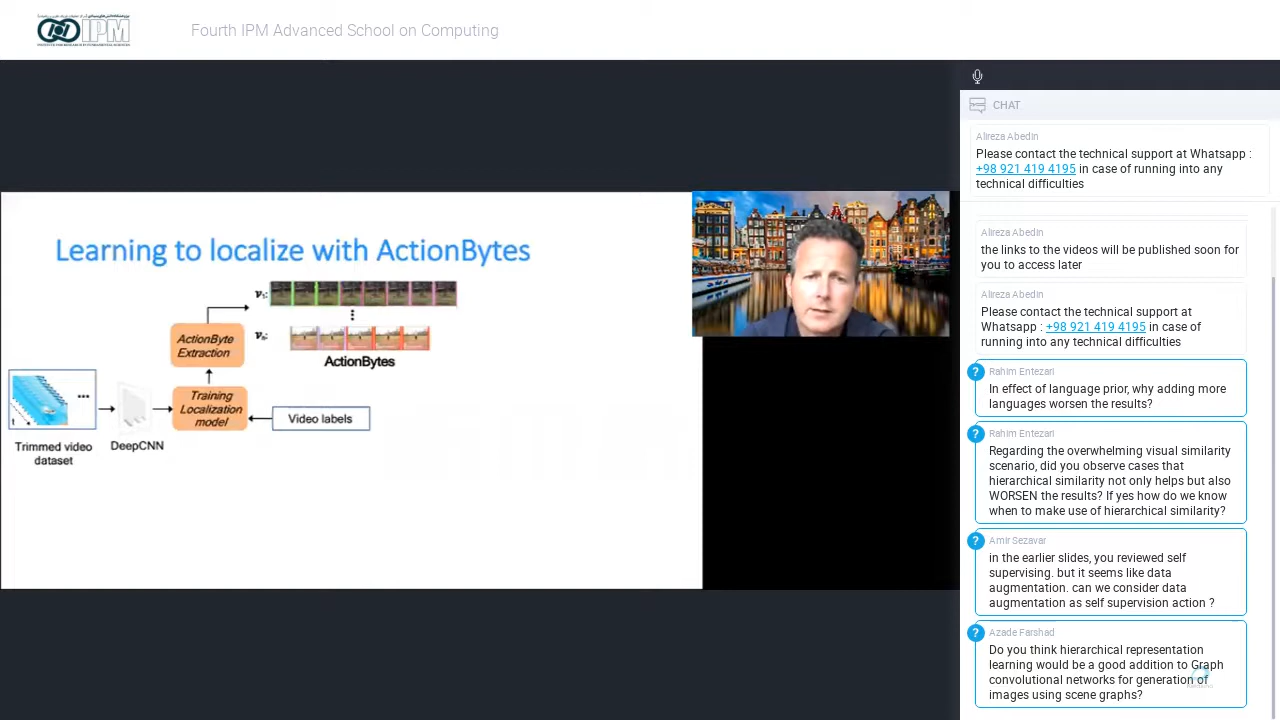 IPM
INSTITUTE FOR RESEARCH IN FUNDAMENTAL SCIENCES
Fourth IPM Advanced School on Computing
CHAT
Alireza Abedin
Please contact the technical support at Whatsapp :
+98 921 419 4195 in case of running into any
technical difficulties
Alireza Abedin
the links to the videos will be published soon for
you to access later
Alireza Abedin
Please contact the technical support at
Whatsapp : +98 921 419 4195 in case of
running into any technical difficulties
? Rahim Entezari
In effect of language prior, why adding more
languages worsen the results?
? Rahim Entezari
Regarding the overwhelming visual similarity
scenario, did you observe cases that
hierarchical similarity not only helps but also
WORSEN the results? If yes how do we know
when to make use of hierarchical similarity?
? Amir Sezavar
in the earlier slides, you reviewed self
supervising. but it seems like data
augmentation. can we consider data
augmentation as self supervision action ?
? Azade Farshad
Do you think hierarchical representation
learning would be a good addition to Graph
convolutional networks for generation of
images using scene graphs?
Learning to localize with ActionBytes
v₁:
⋮
vₙ:
ActionBytes
ActionByte
Extraction
Training
Localization
model
Video labels
...
t
Trimmed video
dataset
DeepCNN